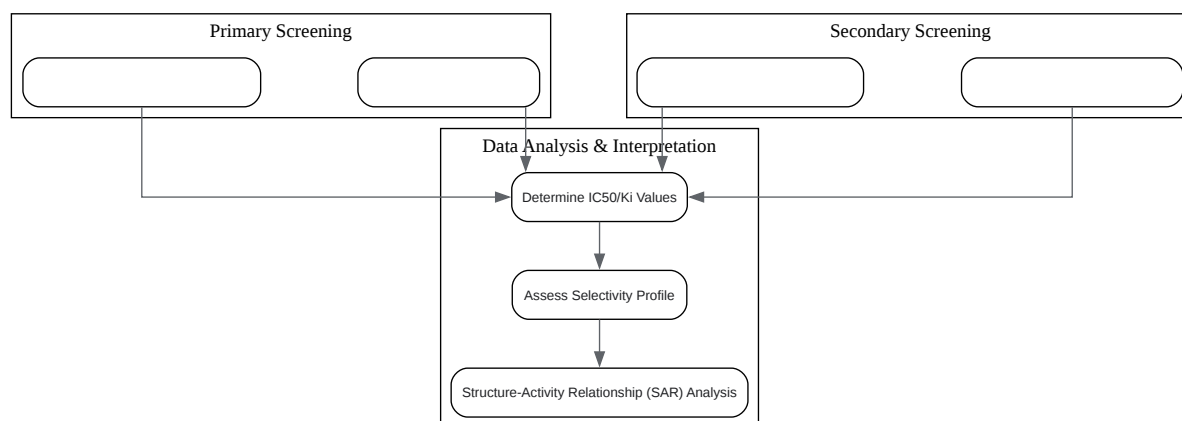 Primary Screening
Secondary Screening
Data Analysis & Interpretation
Determine IC50/Ki Values
Assess Selectivity Profile
Structure-Activity Relationship (SAR) Analysis